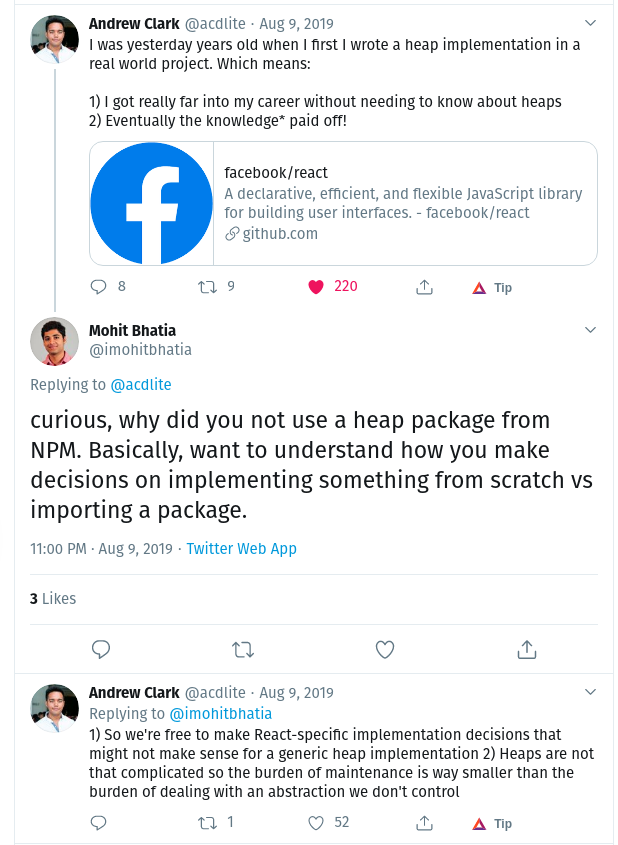 Andrew Clark @acdlite · Aug 9, 2019
I was yesterday years old when I first I wrote a heap implementation in a
real world project. Which means:
1) I got really far into my career without needing to know about heaps
2) Eventually the knowledge* paid off!
facebook/react
A declarative, efficient, and flexible JavaScript library
for building user interfaces. - facebook/react
github.com
8 9 220 Tip
Mohit Bhatia
@imohitbhatia
Replying to @acdlite
curious, why did you not use a heap package from
NPM. Basically, want to understand how you make
decisions on implementing something from scratch vs
importing a package.
11:00 PM · Aug 9, 2019 · Twitter Web App
3 Likes
Andrew Clark @acdlite · Aug 9, 2019
Replying to @imohitbhatia
1) So we're free to make React-specific implementation decisions that
might not make sense for a generic heap implementation 2) Heaps are not
that complicated so the burden of maintenance is way smaller than the
burden of dealing with an abstraction we don't control
1 52 Tip